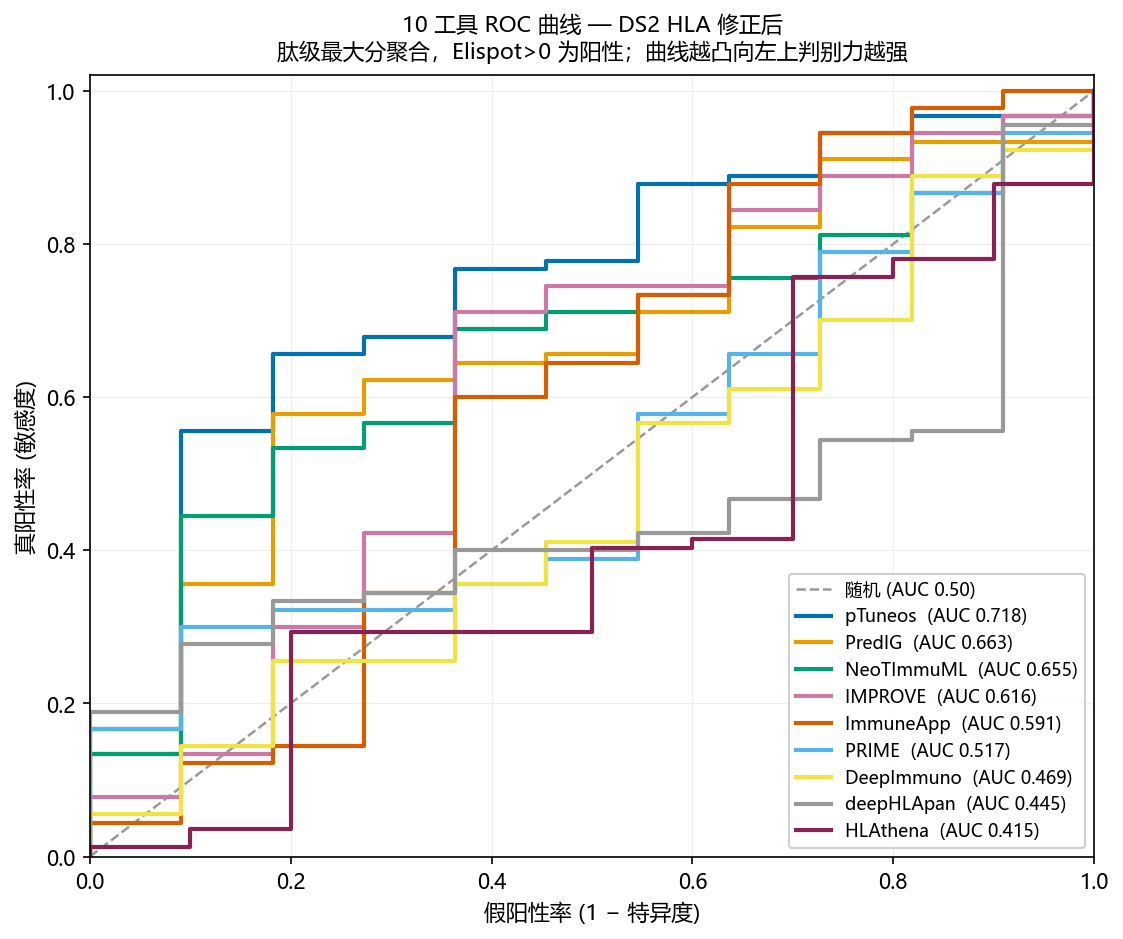 10 工具 ROC 曲线 — DS2 HLA 修正后
肽级最大分聚合，Elispot>0 为阳性；曲线越凸向左上判别力越强
真阳性率 (敏感度)
1.0
0.8
0.6
0.4
0.2
0.0
0.0 0.2 0.4 0.6 0.8 1.0
假阳性率 (1 − 特异度)
随机 (AUC 0.50)
pTuneos (AUC 0.718)
PredIG (AUC 0.663)
NeoTImmuML (AUC 0.655)
IMPROVE (AUC 0.616)
ImmuneApp (AUC 0.591)
PRIME (AUC 0.517)
DeepImmuno (AUC 0.469)
deepHLApan (AUC 0.445)
HLAthena (AUC 0.415)